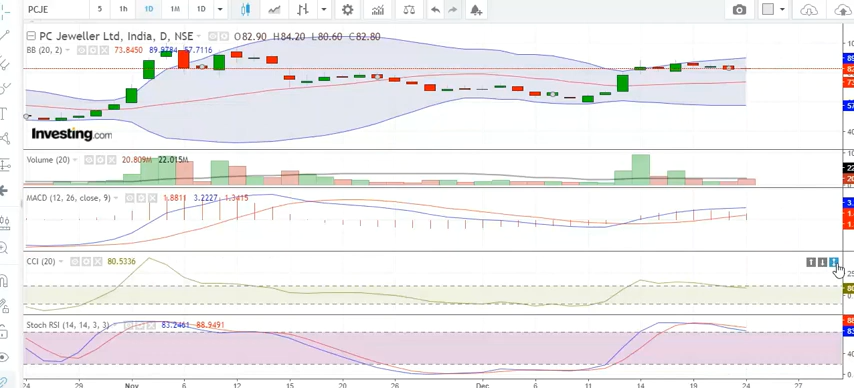 PCJE 5 1h 1D 1M 1D
PC Jeweller Ltd, India, D, NSE O82.90 H84.20 L80.60 C82.80
BB (20, 2) 73.8450 89.9784 57.7116
Investing.com
Volume (20) 20.809M 22.015M
MACD (12, 26, close, 9) 1.8811 3.2227 1.3415
CCI (20) 80.5336
Stoch RSI (14, 14, 3, 3) 83.2461 88.9491
29 Nov 6 12 15 20 26 Dec 6 11 14 19 24 27